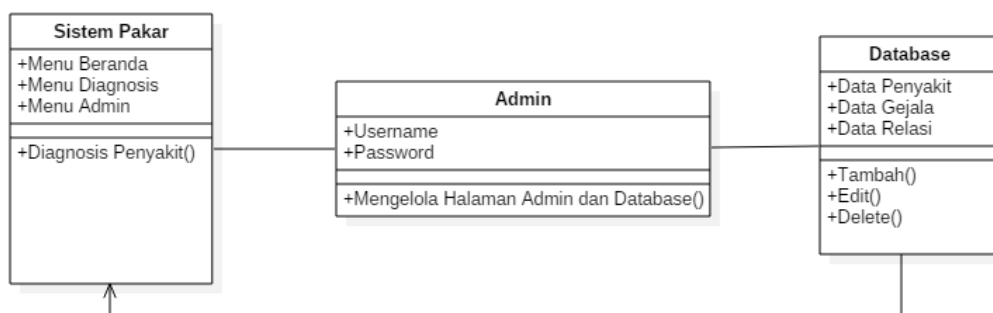 Sistem Pakar
+Menu Beranda
+Menu Diagnosis
+Menu Admin
+Diagnosis Penyakit()
Admin
+Username
+Password
+Mengelola Halaman Admin dan Database()
Database
+Data Penyakit
+Data Gejala
+Data Relasi
+Tambah()
+Edit()
+Delete()